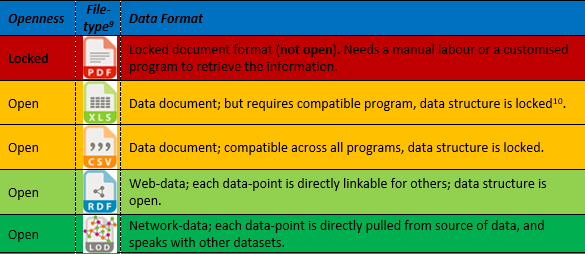 Openness File-type⁹ Data Format
Locked PDF Locked document format (not open). Needs a manual labour or a customised
program to retrieve the information.
Open XLS Data document; but requires compatible program, data structure is locked¹⁰.
Open CSV Data document; compatible across all programs, data structure is locked.
Open RDF Web-data; each data-point is directly linkable for others; data structure is
open.
Open LOD Network-data; each data-point is directly pulled from source of data, and
speaks with other datasets.